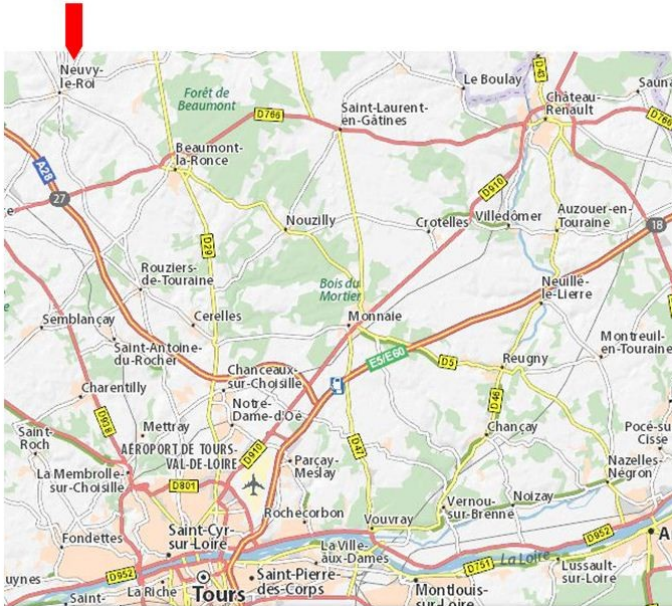 Neuvy-
le-Roi
Forêt de
Beaumont
D766
Saint-Laurent-
en-Gâtines
Le Boulay
D43
Château-
Renault
D766
A28
Beaumont-
la-Ronce
27
D29
Nouzilly
Crotelles
D910
Villedômer
Auzouer-en-
Touraine
18
Rouziers-
de-Touraine
Bois du
Mortier
Neuillé-
le-Lierre
Semblançay
Cerelles
Monnaie
Saint-Antoine-
du-Rocher
E5/E60
D5
Reugny
Montreuil-
en-Touraine
Chanceaux-
sur-Choisille
Charentilly
Notre-
Dame-d'Oé
D46
D938
Mettray
D910
D47
Chançay
Pocé-sur-
Cisse
Saint-
Roch
AÉROPORT DE TOURS-
VAL-DE-LOIRE
Parçay-
Meslay
La Membrolle-
sur-Choisille
D801
Nazelles-
Négron
Noizay
Vernou-
sur-Brenne
Rochecorbon
Vouvray
Fondettes
Saint-Cyr-
sur-Loire
D952
La Ville-
aux-Dames
La Loire
D751
Lussault-
sur-Loire
D952
Saint-Pierre-
des-Corps
La Riche
Tours
Montlouis-
sur-Loire
Saint-